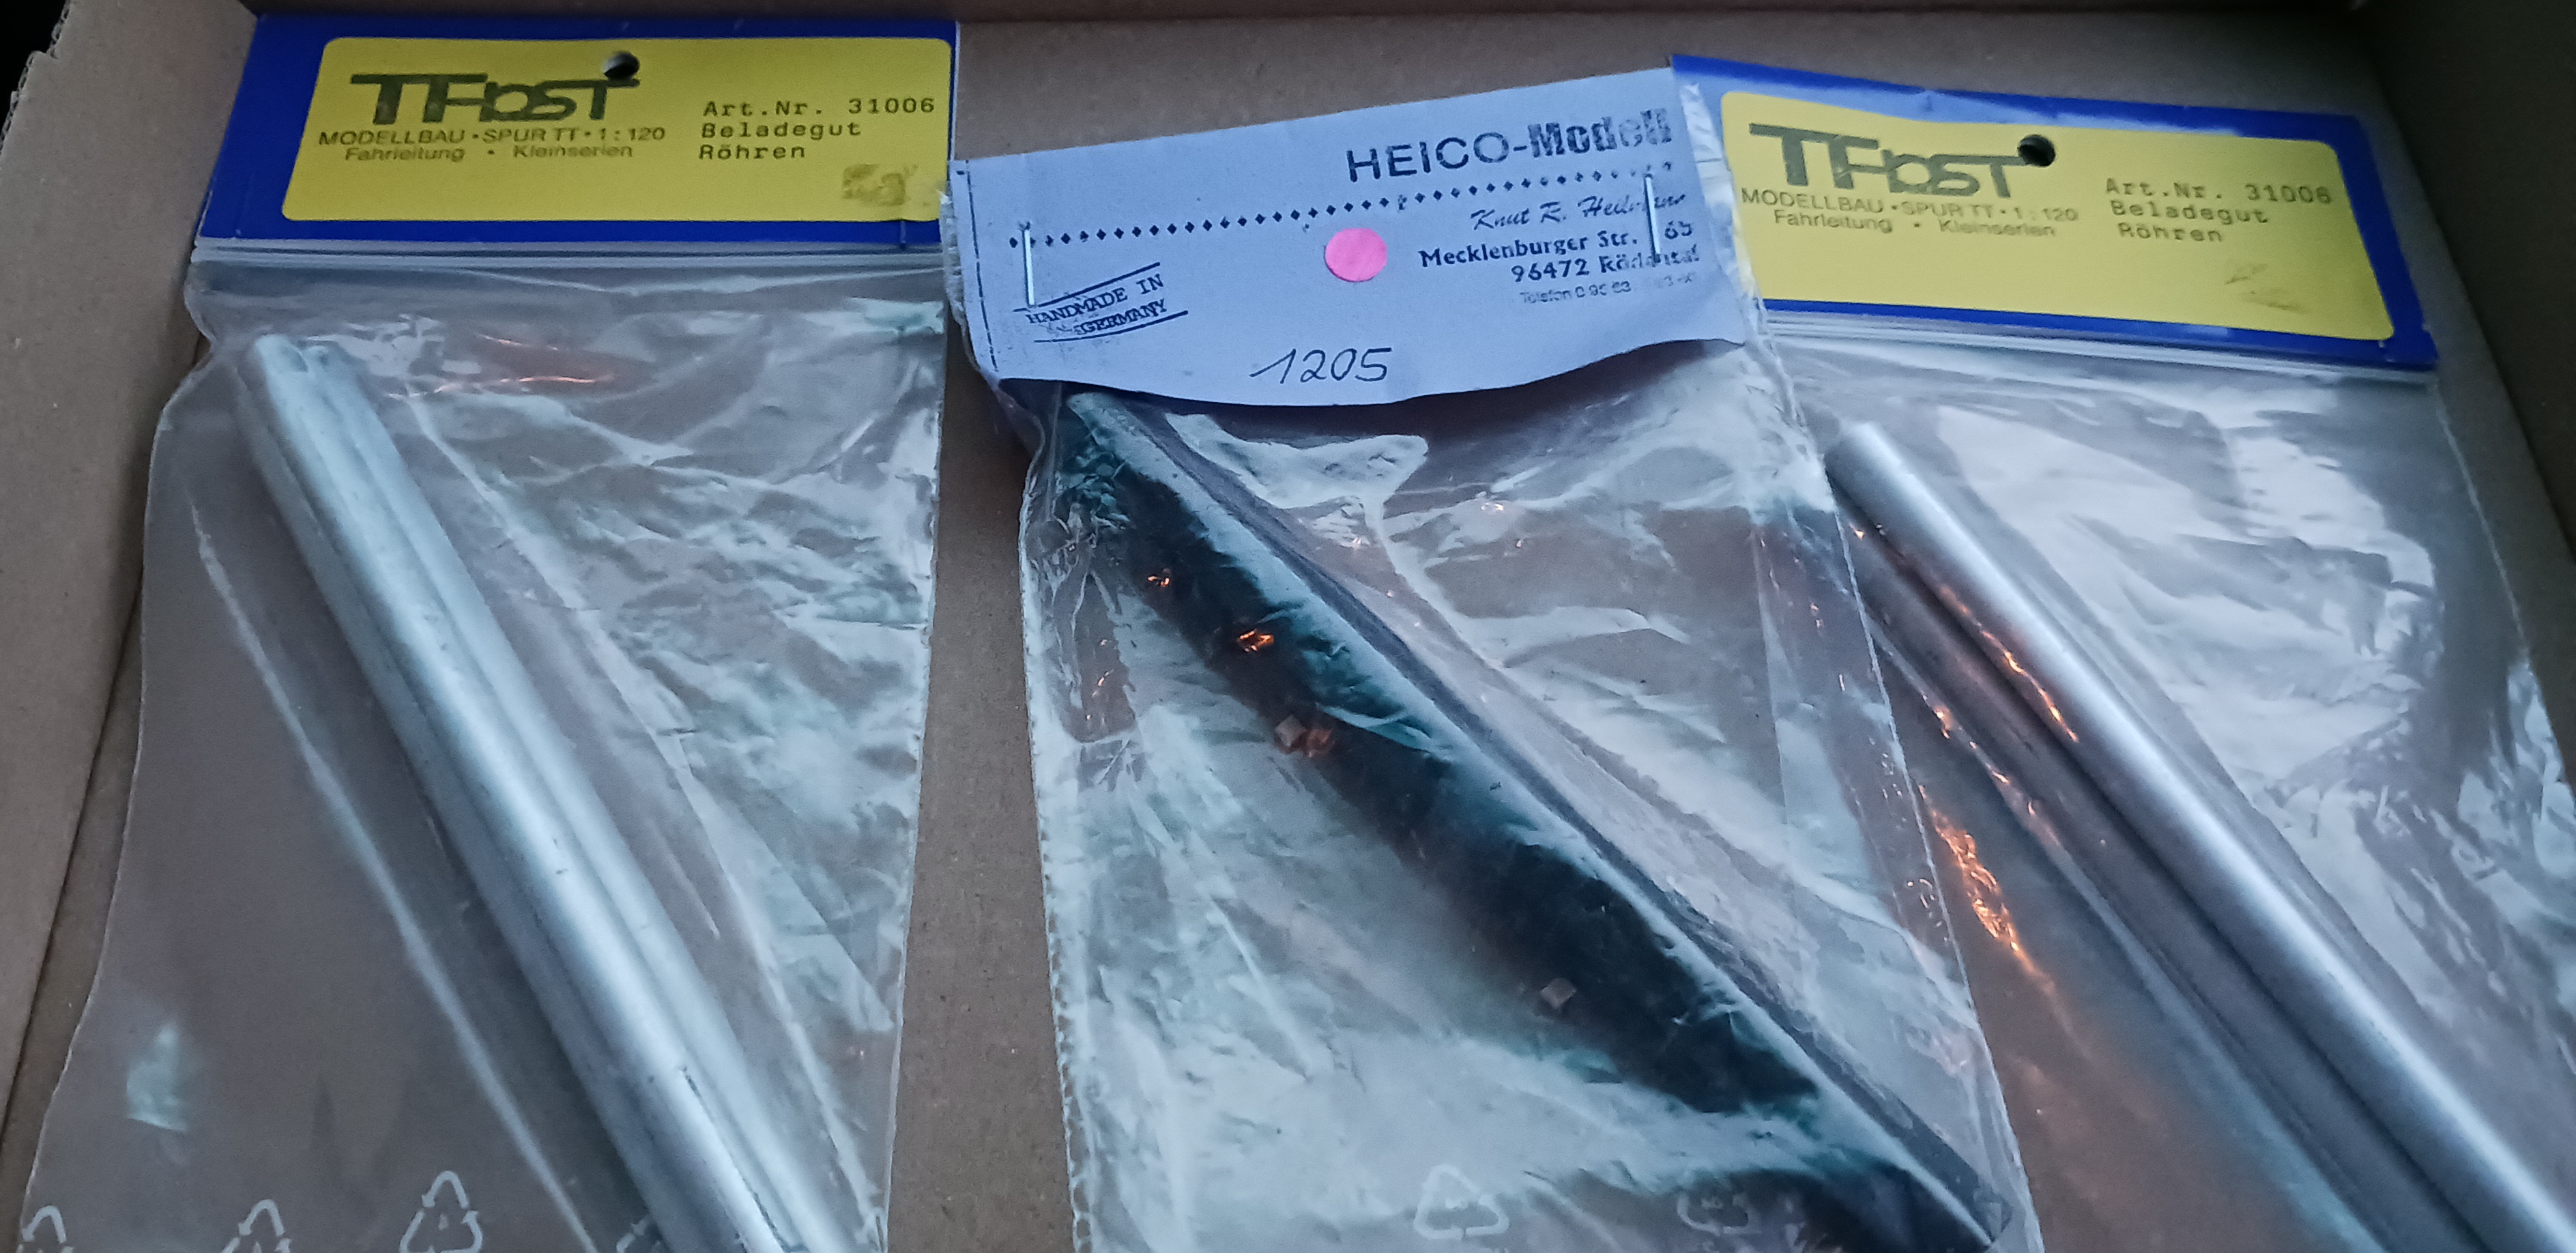 TFost
MODELLBAU • SPUR TT • 1:120
Fahrleitung • Kleinserien
Art.Nr. 31006
Beladegut
Röhren
HEICO-Modell
Knut R.
Mecklenburger Str.
96472
Telefon
HANDMADE IN
GERMANY
1205
TFost
MODELLBAU • SPUR TT • 1:120
Fahrleitung • Kleinserien
Art.Nr. 31006
Beladegut
Röhren